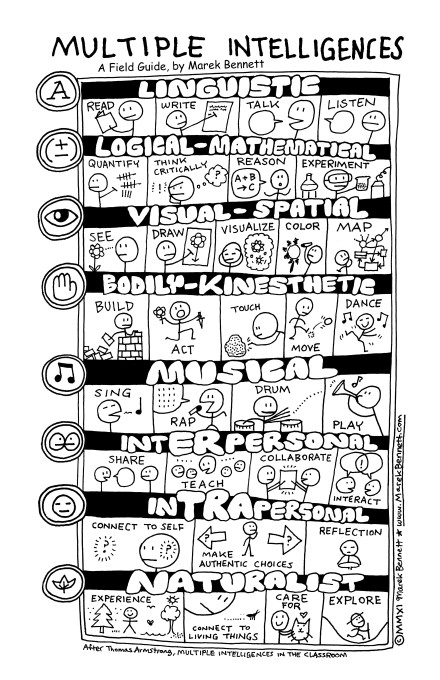 MULTIPLE INTELLIGENCES
A Field Guide, by Marek Bennett
A
LINGUISTIC
READ
WRITE
TALK
LISTEN
LOGICAL-MATHEMATICAL
QUANTIFY
THINK
CRITICALLY
!
?
REASON
A+B
→C
EXPERIMENT
VISUAL-SPATIAL
SEE
DRAW
VISUALIZE
COLOR
MAP
BODILY-KINESTHETIC
BUILD
ACT
TOUCH
MOVE
DANCE
MUSICAL
SING
RAP
DRUM
PLAY
INTERPERSONAL
SHARE
TEACH
COLLABORATE
INTERACT
INTRAPERSONAL
CONNECT TO SELF
?
?
MAKE
AUTHENTIC CHOICES
REFLECTION
NATURALIST
EXPERIENCE
CONNECT TO
LIVING THINGS
CARE
FOR
EXPLORE
After Thomas Armstrong, MULTIPLE INTELLIGENCES IN THE CLASSROOM
©MMXI Marek Bennett * www.MarekBennett.com